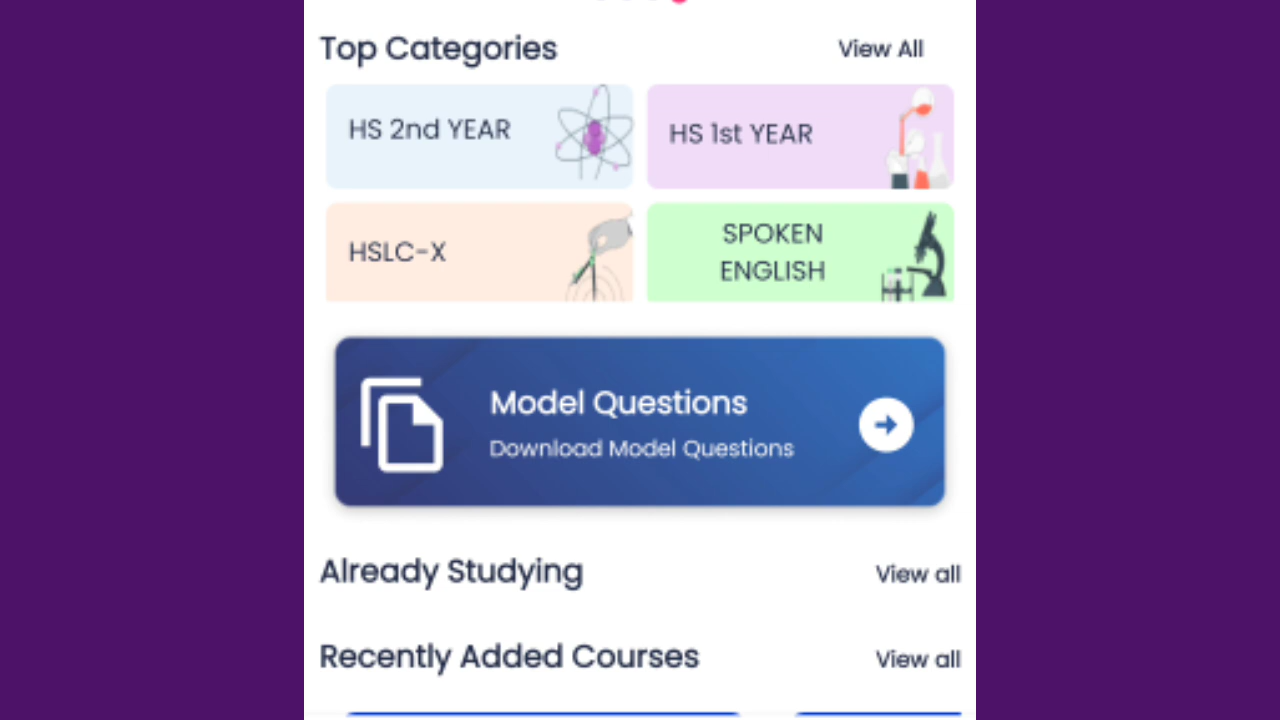 Top Categories
View All
HS 2nd YEAR
HS 1st YEAR
HSLC-X
SPOKEN
ENGLISH
Model Questions
Download Model Questions
Already Studying
View all
Recently Added Courses
View all